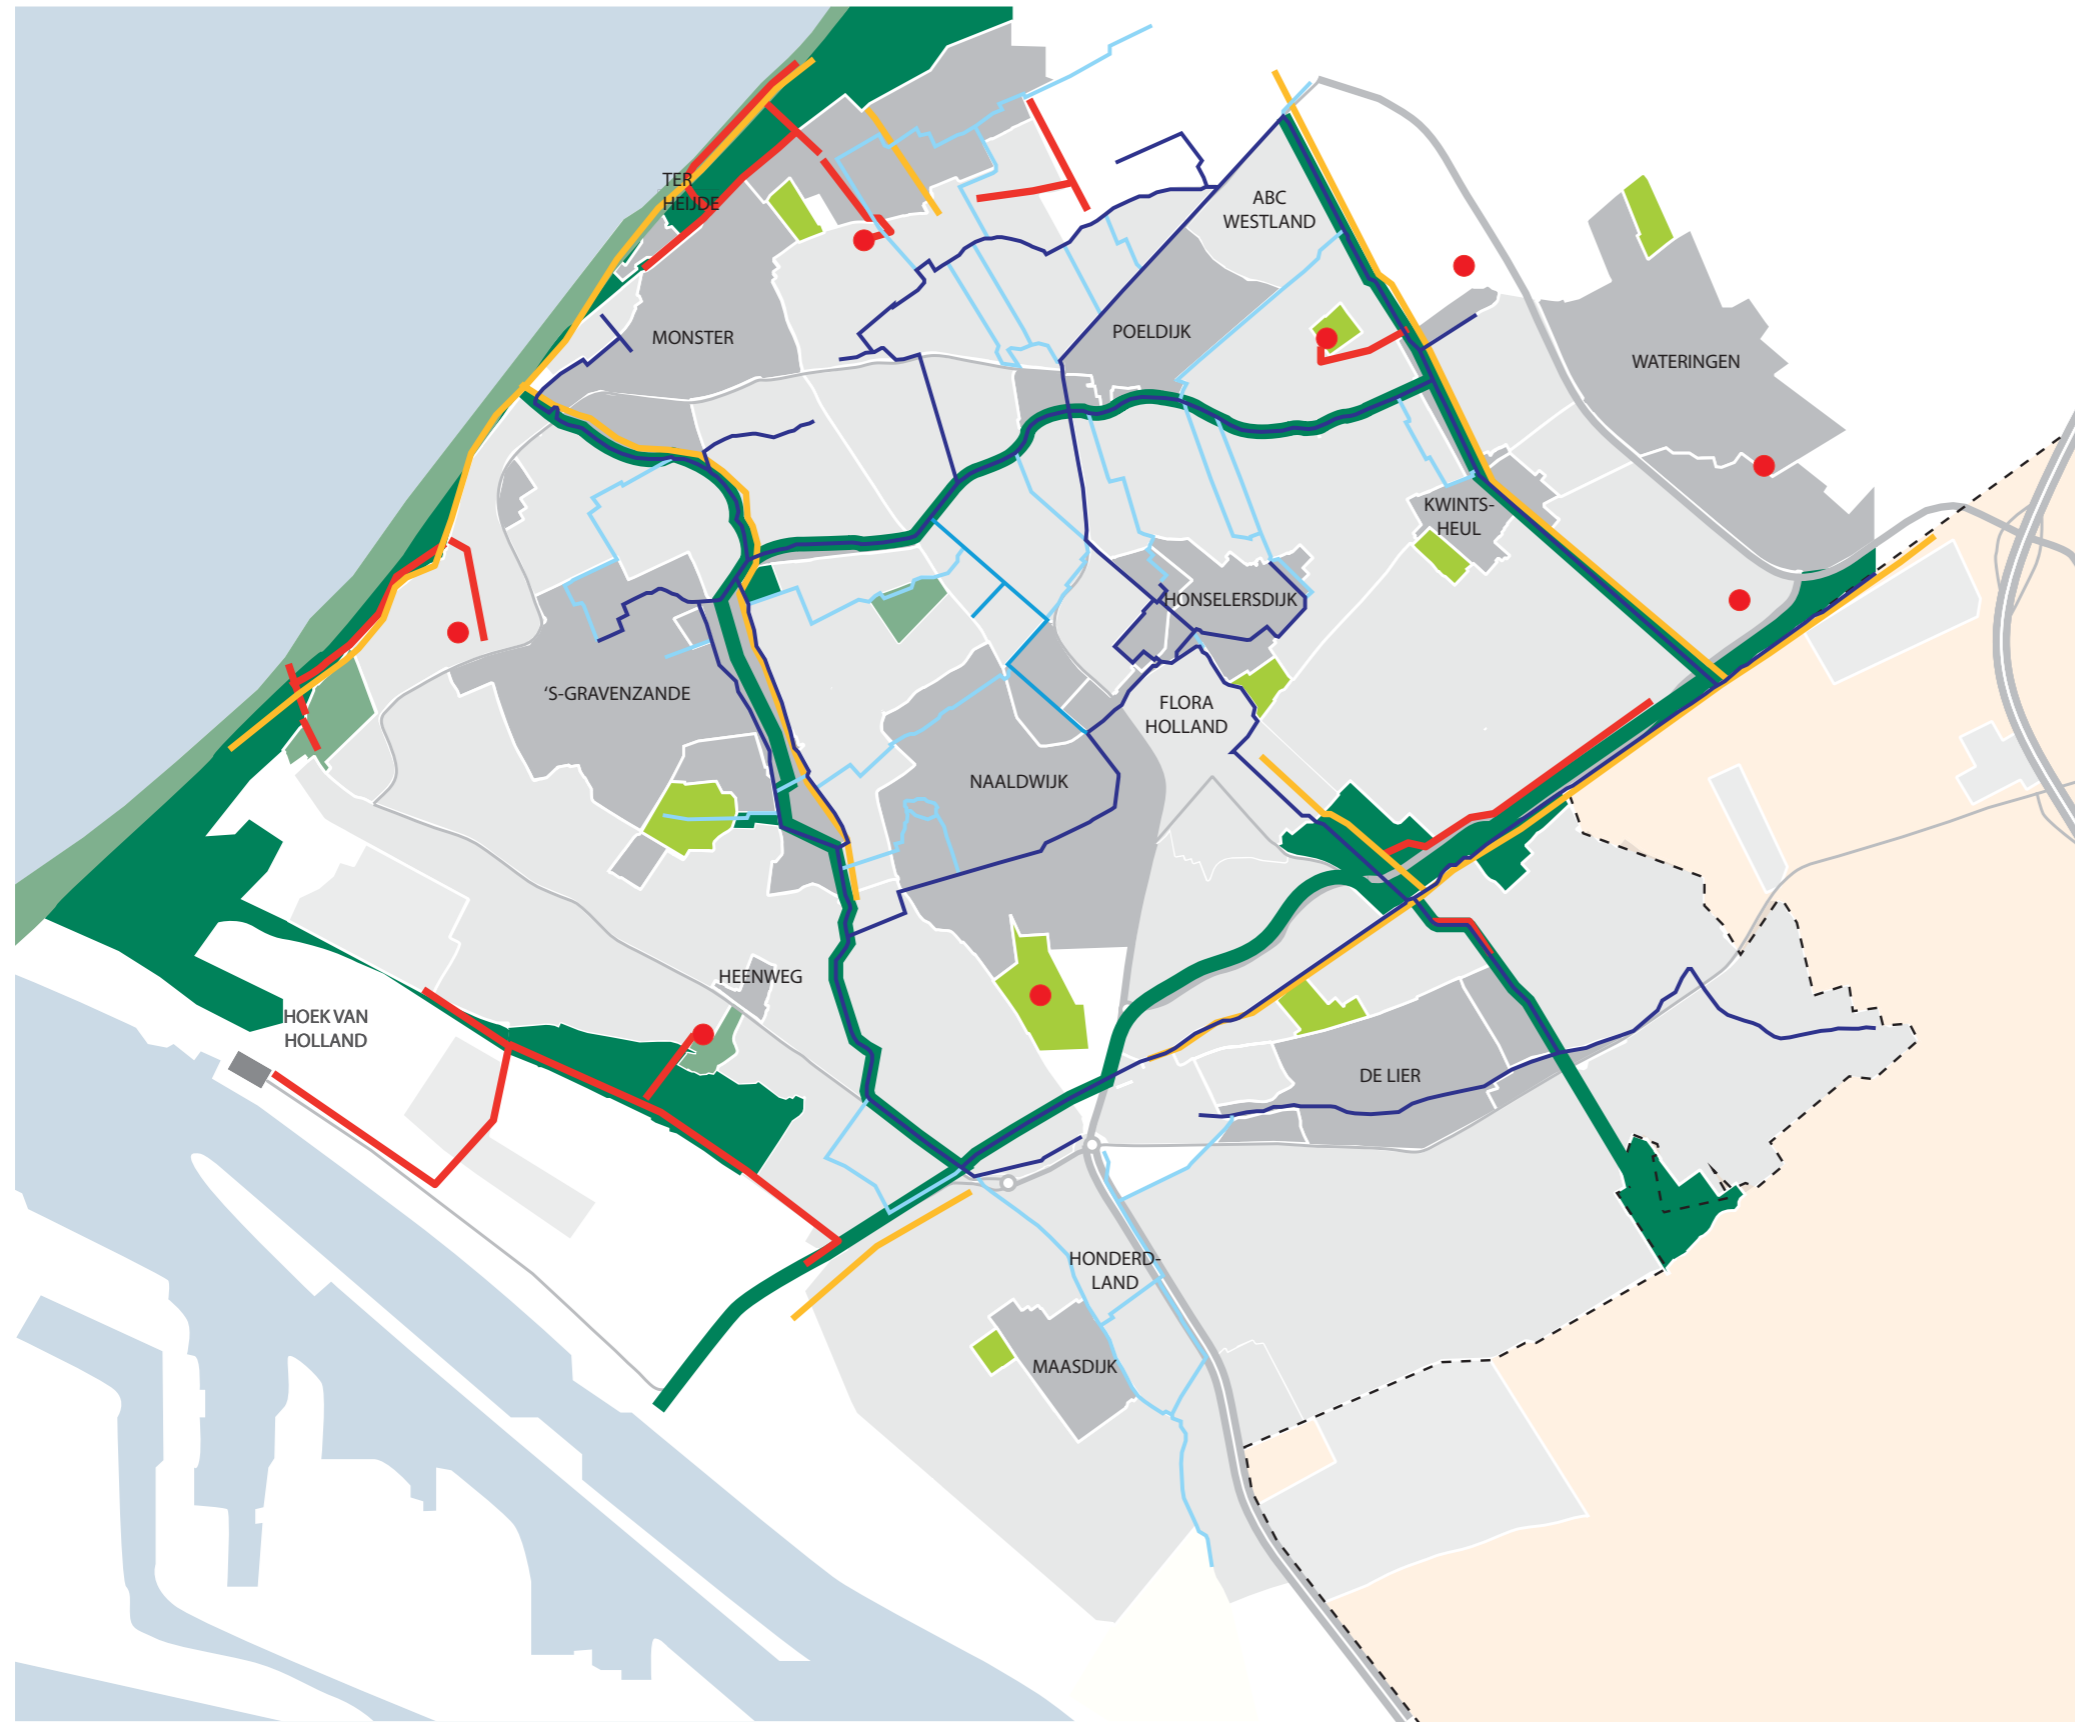 TER
HEIJDE
ABC
WESTLAND
MONSTER
POELDIJK
WATERINGEN
KWINTS-
HEUL
HONSELERSDIJK
'S-GRAVENZANDE
FLORA
HOLLAND
NAALDWIJK
HEENWEG
HOEK VAN
HOLLAND
DE LIER
HONDERD-
LAND
MAASDIJK